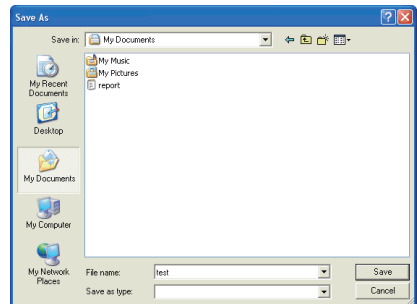 Save As
Save in: My Documents
My Recent
Documents
Desktop
My Documents
My Computer
My Network
Places
My Music
My Pictures
report
File name: test Save
Save as type: Cancel